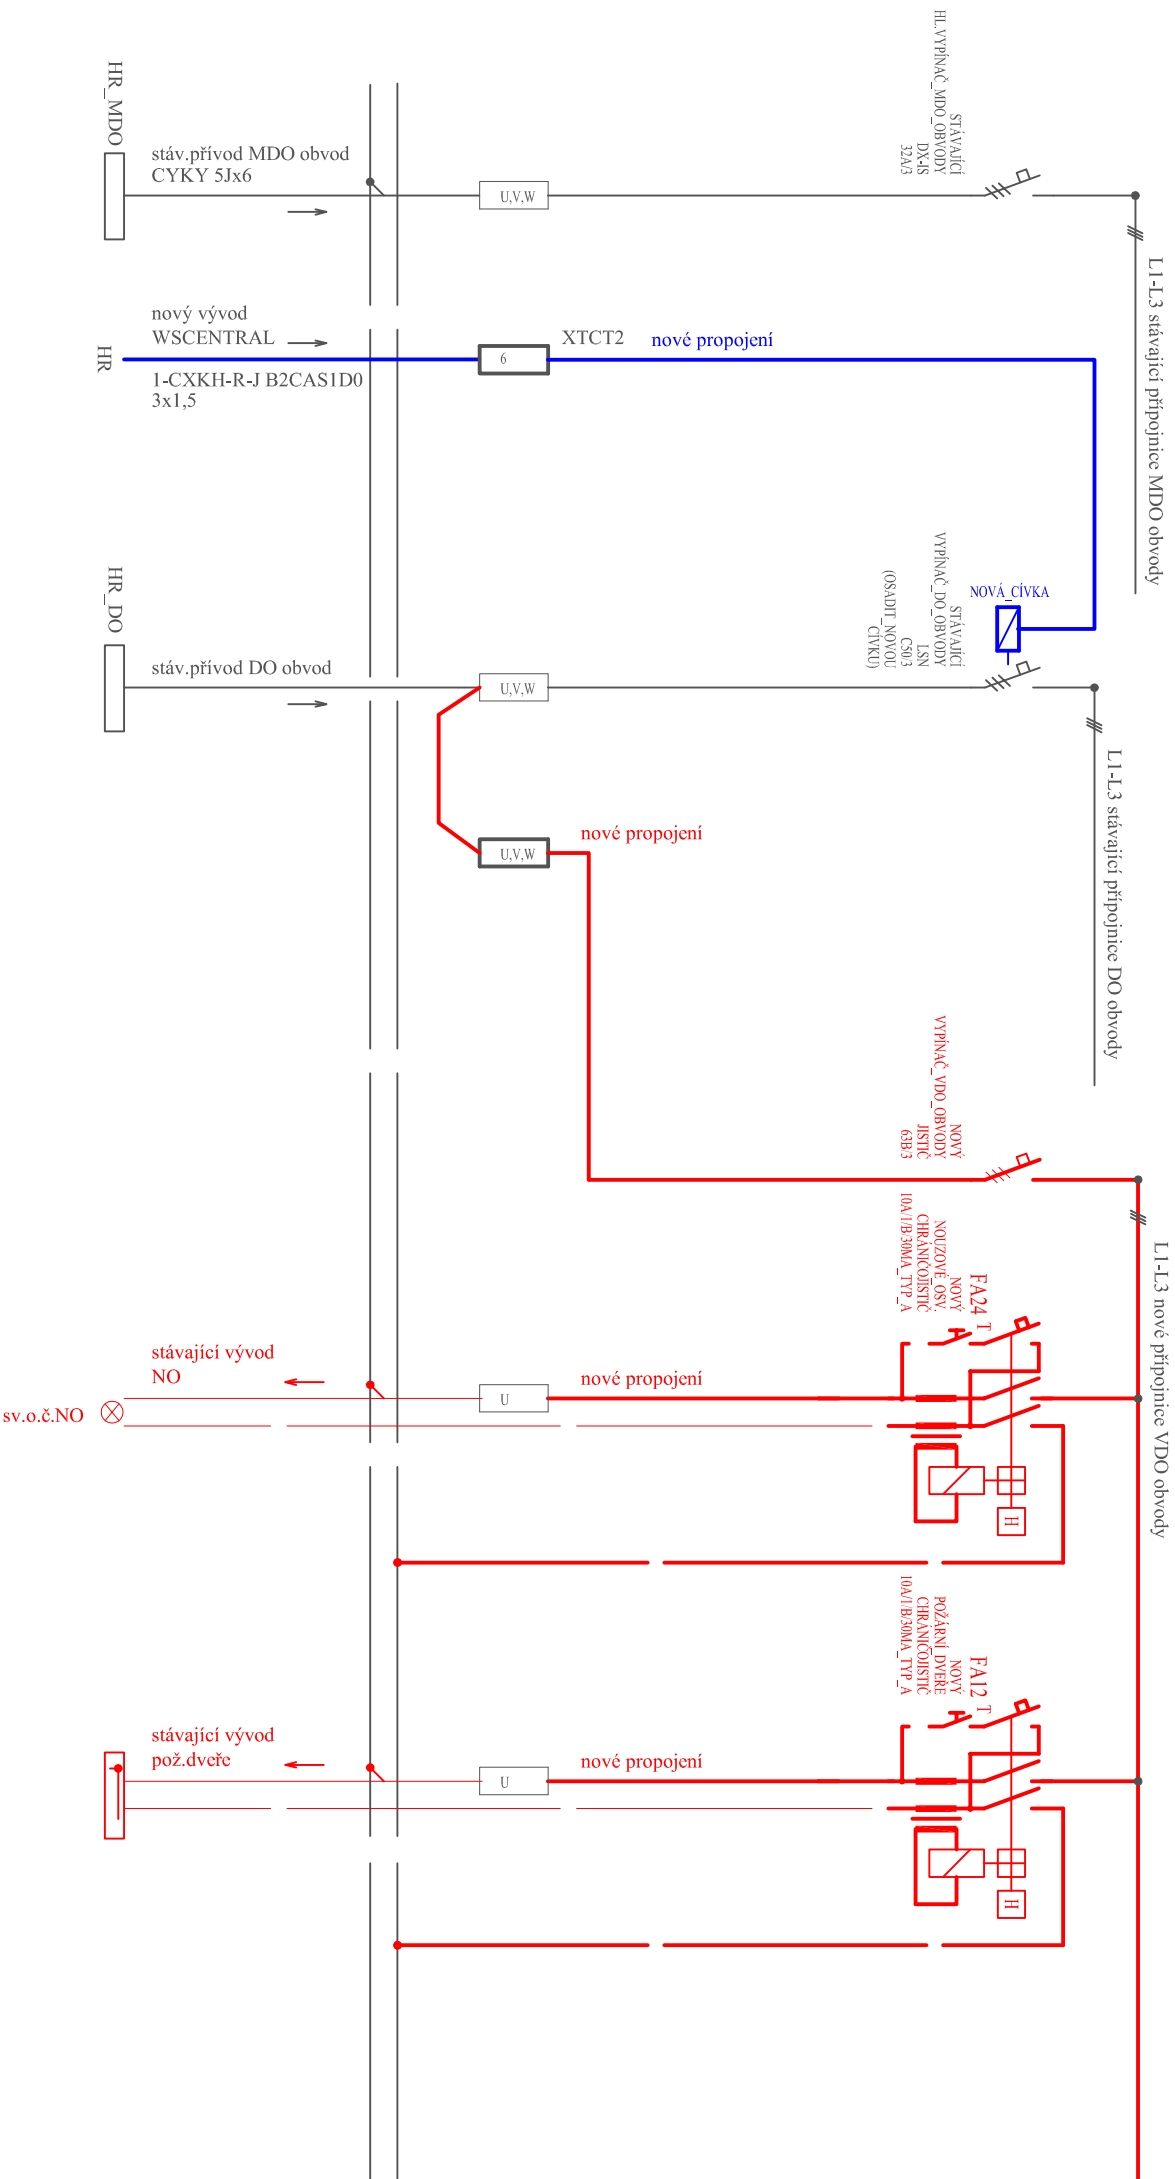 HR_MDO
stáv.přívod MDO obvod
CYKY 5Jx6
U,V,W
STÁVAJÍCÍ
HL.VYPÍNAČ_MDO_OBVODY
DX-IS
32A/3
L1-L3 stávající přípojnice MDO obvody
HR
nový vývod
WSCENTRAL
1-CXKH-R-J B2CAS1D0
3x1,5
6
XTCT2
nové propojení
NOVÁ_CÍVKA
HR_DO
stáv.přívod DO obvod
U,V,W
STÁVAJÍCÍ
VYPÍNAČ_DO_OBVODY
LSN
C50/3
(OSADIT_NOVOU
CÍVKU)
L1-L3 stávající přípojnice DO obvody
U,V,W
nové propojení
NOVÝ
VYPÍNAČ_VDO_OBVODY
JISTIČ
63B/3
L1-L3 nové přípojnice VDO obvody
FA24
T
NOVÝ
NOUZOVÉ_OSV.
CHRÁNIČOJISTIČ
10A/1/B/30MA_TYP_A
stávající vývod
NO
sv.o.č.NO
U
nové propojení
H
FA12
T
NOVÝ
POŽÁRNÍ_DVEŘE
CHRÁNIČOJISTIČ
10A/1/B/30MA_TYP_A
stávající vývod
pož.dveře
U
nové propojení
H